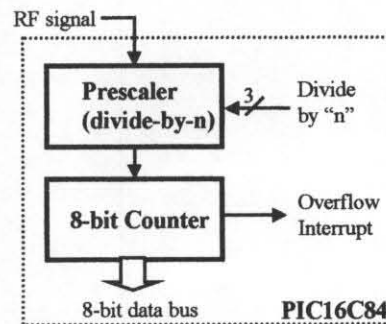 RF signal
Prescaler
(divide-by-n)
3
Divide
by “n”
8-bit Counter
Overflow
Interrupt
8-bit data bus
PIC16C84